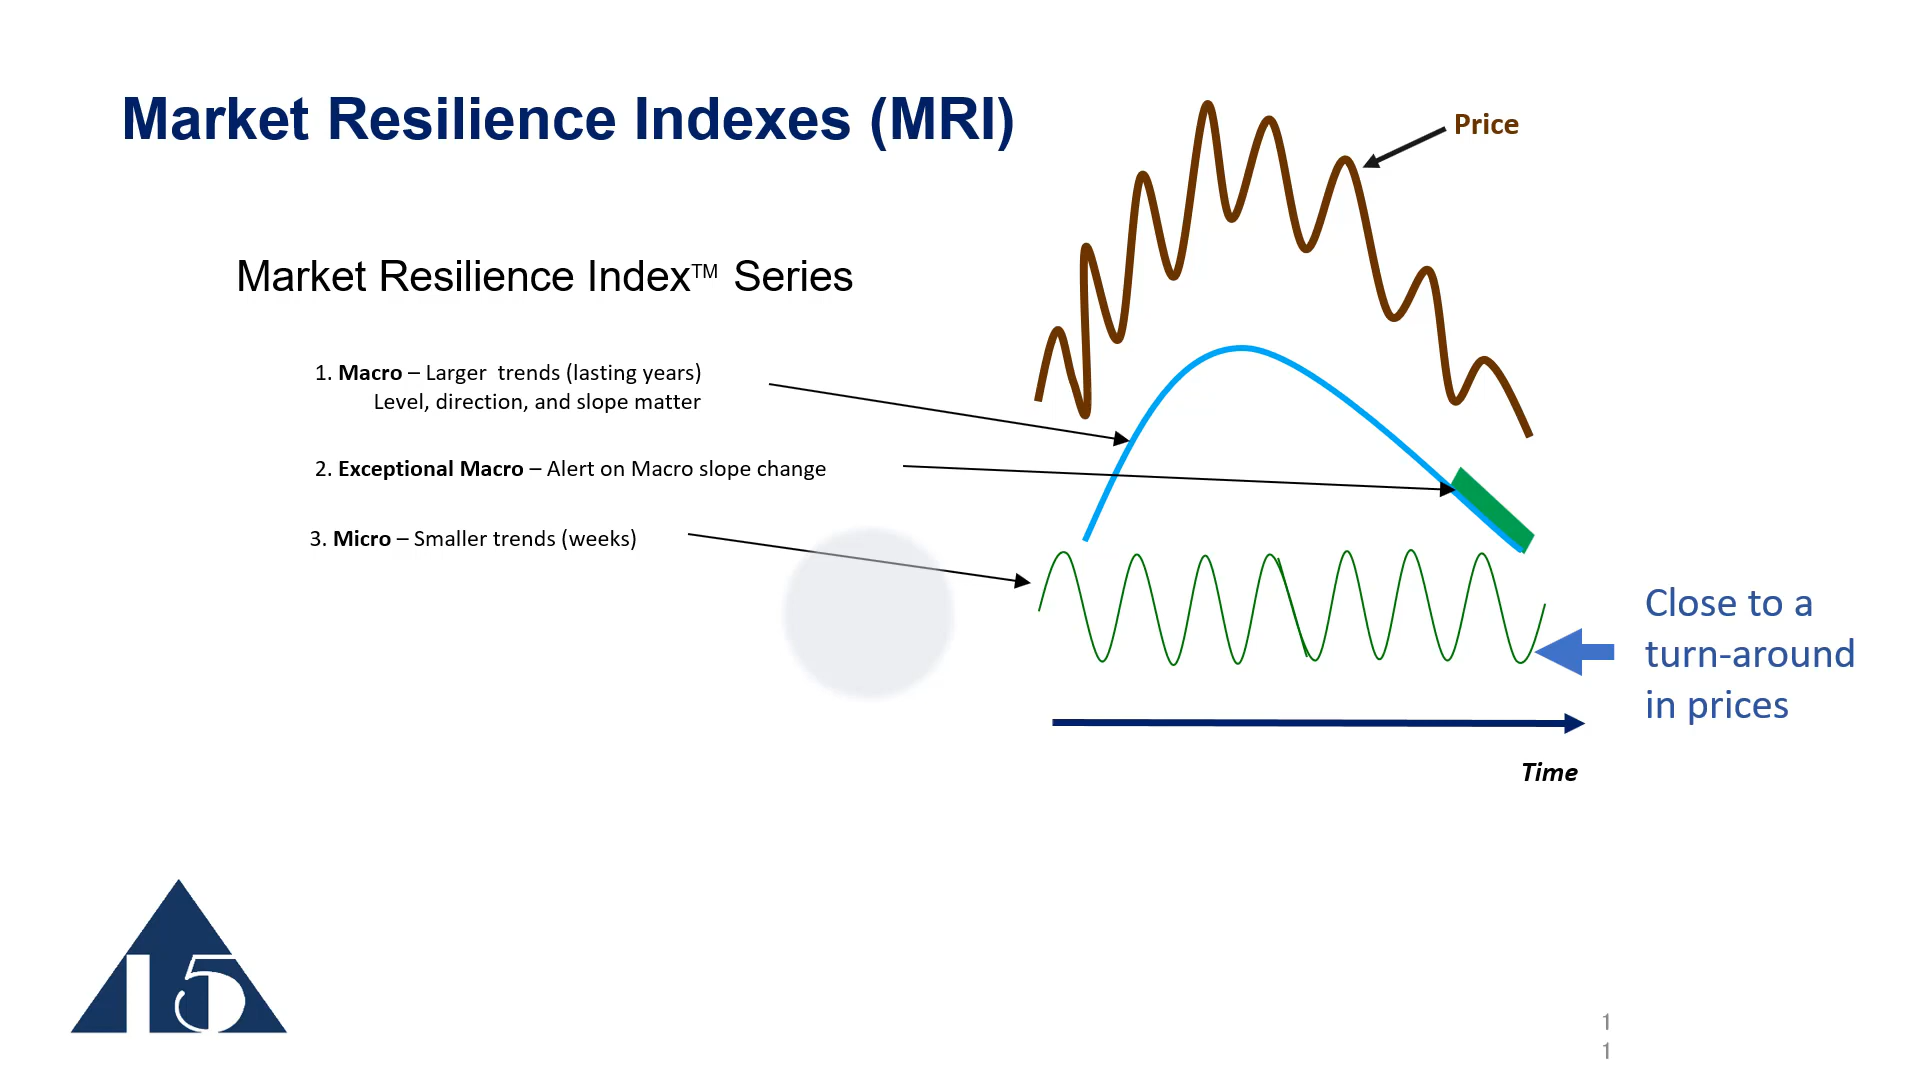 Market Resilience Indexes (MRI)
Price
Market Resilience Index™ Series
1. Macro – Larger trends (lasting years)
Level, direction, and slope matter
2. Exceptional Macro – Alert on Macro slope change
3. Micro – Smaller trends (weeks)
Close to a
turn-around
in prices
Time
15
1
1